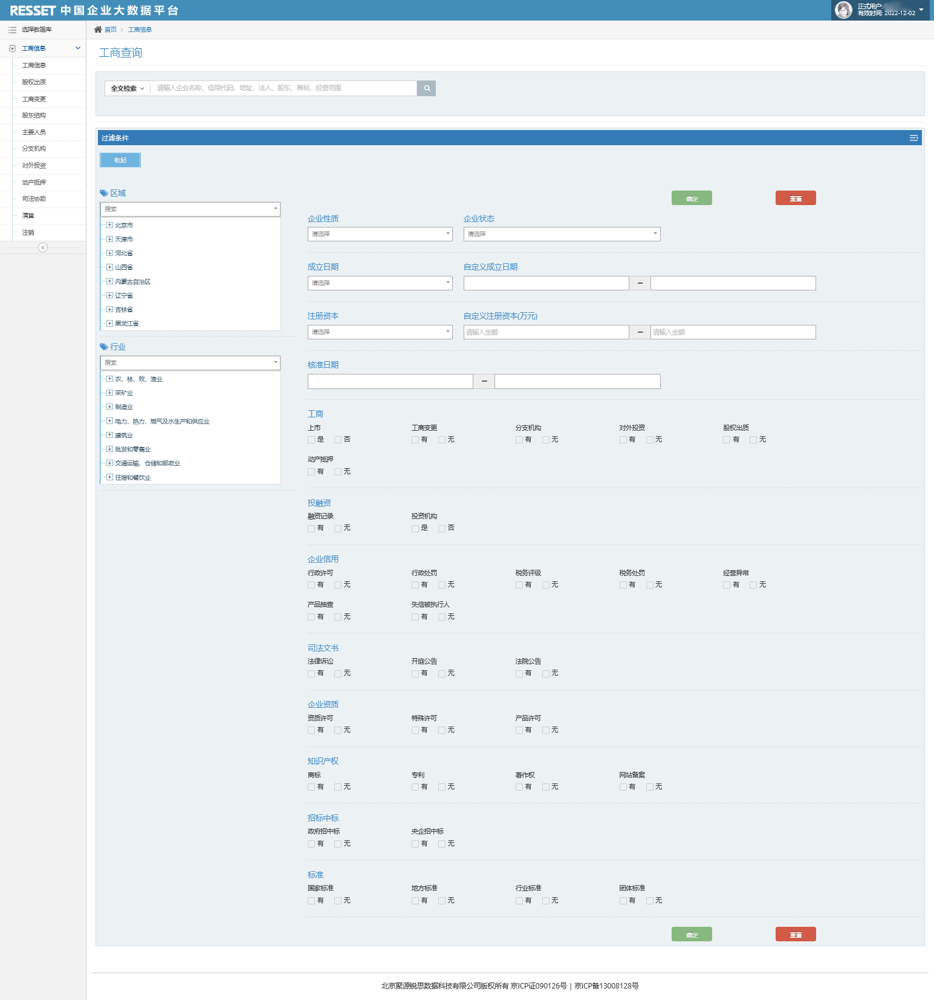 RESSET 中国企业大数据平台
正式用户:
有效时间: 2022-12-02
选择数据库
首页 工商信息
工商信息
工商信息
股权出质
工商变更
股东结构
主要人员
分支机构
对外投资
动产抵押
司法协助
清算
注销
工商查询
全文检索 请输入企业名称、信用代码、地址、法人、股东、商标、经营范围
过滤条件
收起
区域
搜索
北京市
天津市
河北省
山西省
内蒙古自治区
辽宁省
吉林省
黑龙江省
行业
搜索
农、林、牧、渔业
采矿业
制造业
电力、热力、燃气及水生产和供应业
建筑业
批发和零售业
交通运输、仓储和邮政业
住宿和餐饮业
确定 重置
企业性质 企业状态
请选择 请选择
成立日期 自定义成立日期
请选择 –
注册资本 自定义注册资本(万元)
请选择 请输入金额 – 请输入金额
核准日期
–
工商
上市 工商变更 分支机构 对外投资 股权出质
是 否 有 无 有 无 有 无 有 无
动产抵押
有 无
投融资
融资记录 投资机构
有 无 是 否
企业信用
行政许可 行政处罚 税务评级 税务处罚 经营异常
有 无 有 无 有 无 有 无 有 无
产品抽查 失信被执行人
有 无 有 无
司法文书
法律诉讼 开庭公告 法院公告
有 无 有 无 有 无
企业资质
资质许可 特殊许可 产品许可
有 无 有 无 有 无
知识产权
商标 专利 著作权 网站备案
有 无 有 无 有 无 有 无
招标中标
政府招中标 央企招中标
有 无 有 无
标准
国家标准 地方标准 行业标准 团体标准
有 无 有 无 有 无 有 无
确定 重置
北京聚源锐思数据科技有限公司版权所有 京ICP证090126号 | 京ICP备13008128号